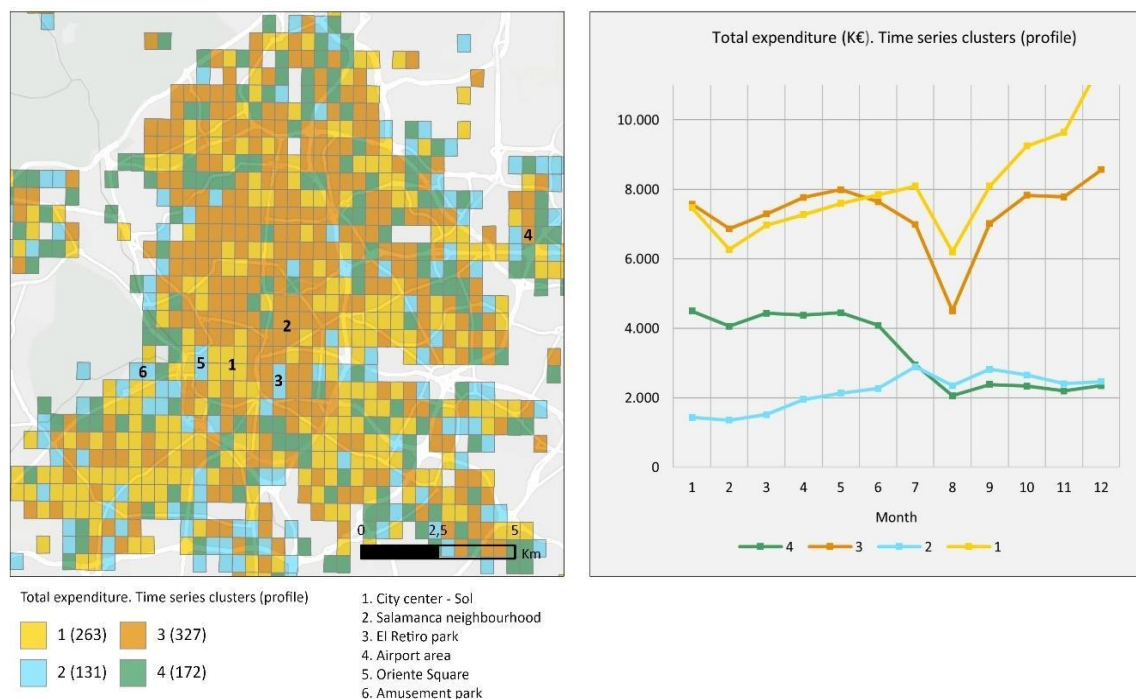 4
2
5
1
6
3
0
2,5
5
Km
Total expenditure. Time series clusters (profile)
1 (263)
3 (327)
2 (131)
4 (172)
1. City center - Sol
2. Salamanca neighbourhood
3. El Retiro park
4. Airport area
5. Oriente Square
6. Amusement park
Total expenditure (K€). Time series clusters (profile)
10.000
8.000
6.000
4.000
2.000
0
1 2 3 4 5 6 7 8 9 10 11 12
Month
4 3 2 1